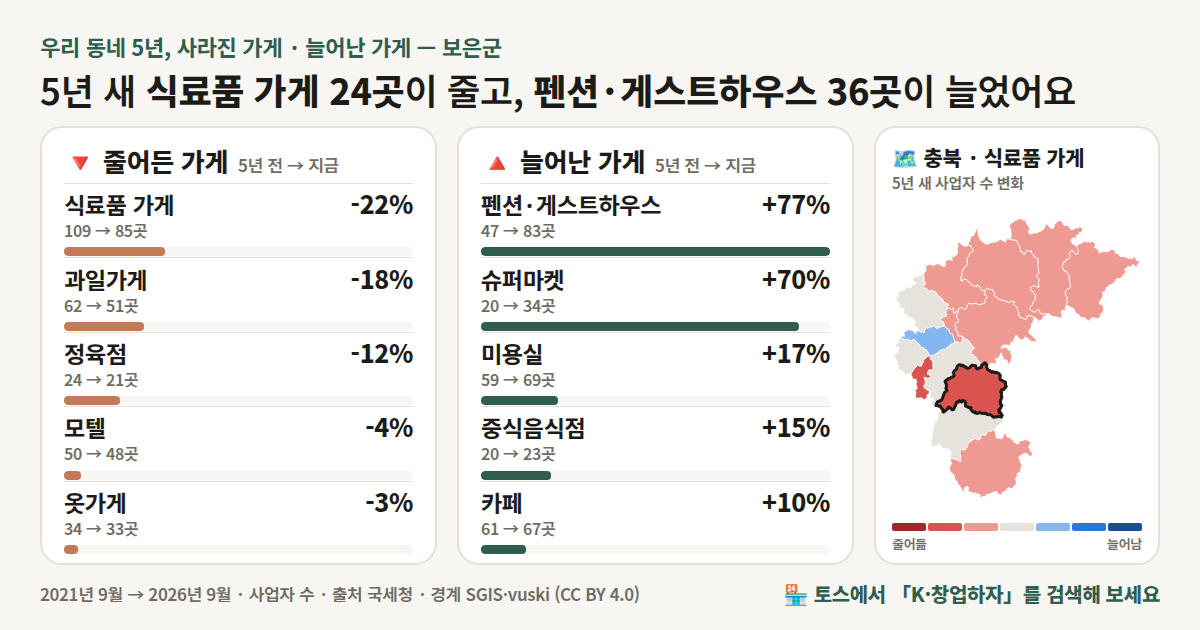 우리 동네 5년, 사라진 가게 · 늘어난 가게 — 보은군
5년 새 식료품 가게 24곳이 줄고, 펜션·게스트하우스 36곳이 늘었어요
줄어든 가게 5년 전 → 지금
식료품 가게 -22%
109 → 85곳
과일가게 -18%
62 → 51곳
정육점 -12%
24 → 21곳
모텔 -4%
50 → 48곳
옷가게 -3%
34 → 33곳
늘어난 가게 5년 전 → 지금
펜션·게스트하우스 +77%
47 → 83곳
슈퍼마켓 +70%
20 → 34곳
미용실 +17%
59 → 69곳
중식음식점 +15%
20 → 23곳
카페 +10%
61 → 67곳
충북 · 식료품 가게
5년 새 사업자 수 변화
줄어듦 늘어남
2021년 9월 → 2026년 9월 · 사업자 수 · 출처 국세청 · 경계 SGIS·vuski (CC BY 4.0)
토스에서 「K·창업하자」를 검색해 보세요